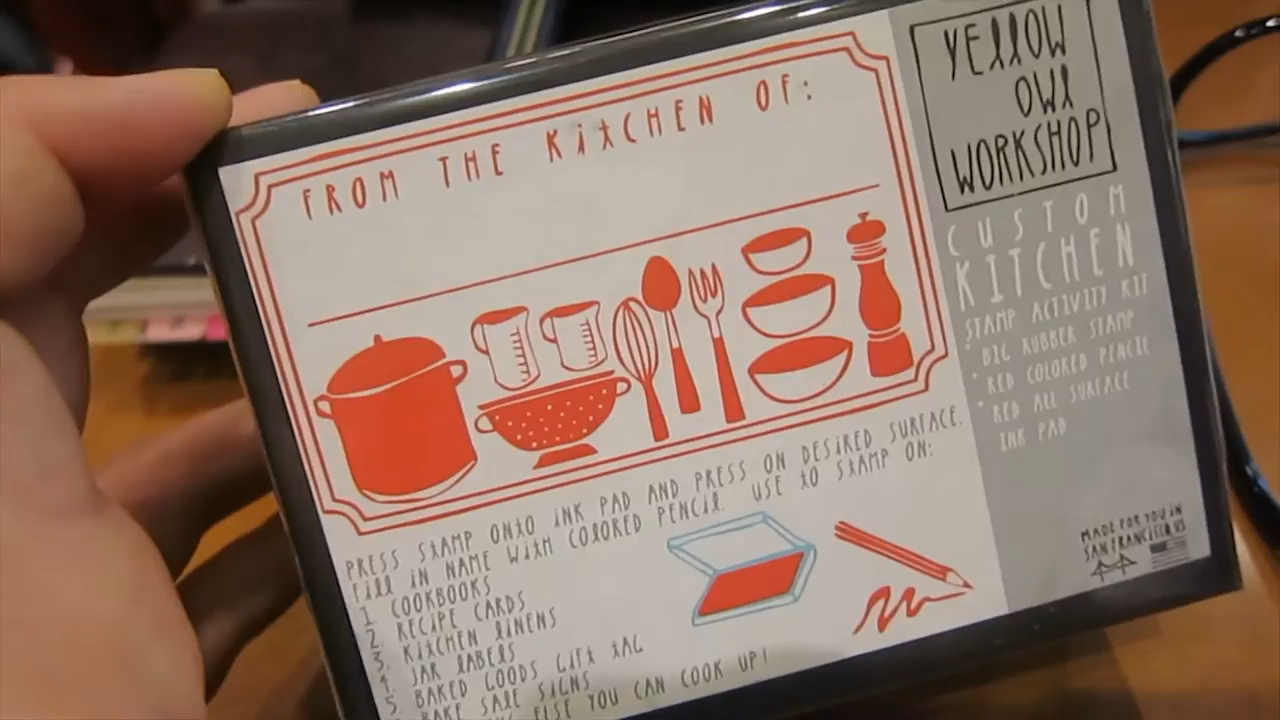 FROM THE KitCHEN OF:
PRESS StAMP ONtO iNK PAD AND PRESS ON DESiRED SURFACE.
Fill iN NAME WitH COlORED PENCil. USE tO StAMP ON:
1. COOKBOOKS
2. RECiPE CARDS
3. KitCHEN liNENS
4. JAR lABElS
5. BAKED GOODS GiFt tAG
BAKE SAlE SiGNS
ElSE YOU CAN COOK UP!
YEllOW
OWl
WORKSHOP
CUSTOM
KITCHEN
STAMP ACTIVITY KIT
* BIG RUBBER STAMP
* RED COLORED PENCIL
* RED ALL SURFACE
INK PAD
MADE FOR YOU IN
SAN FRANCISCO, US